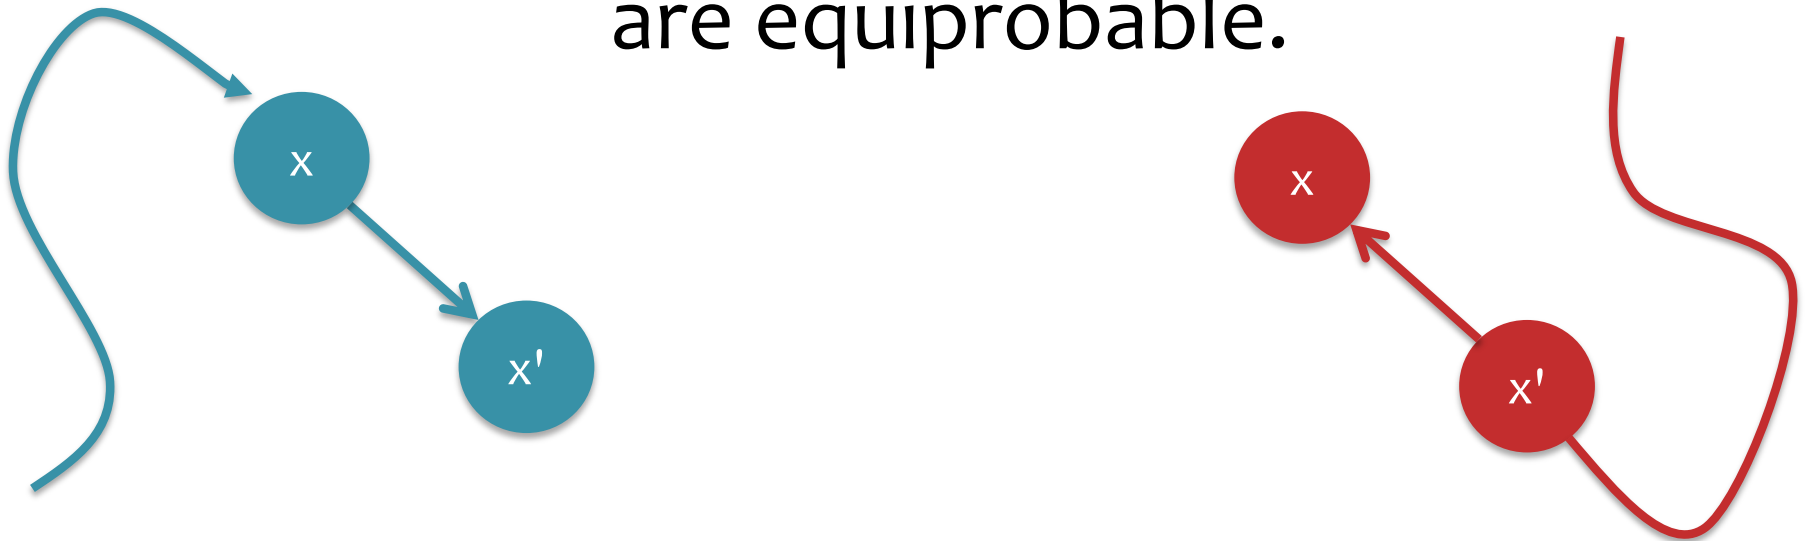 are equiprobable.
x
x'
x
x'